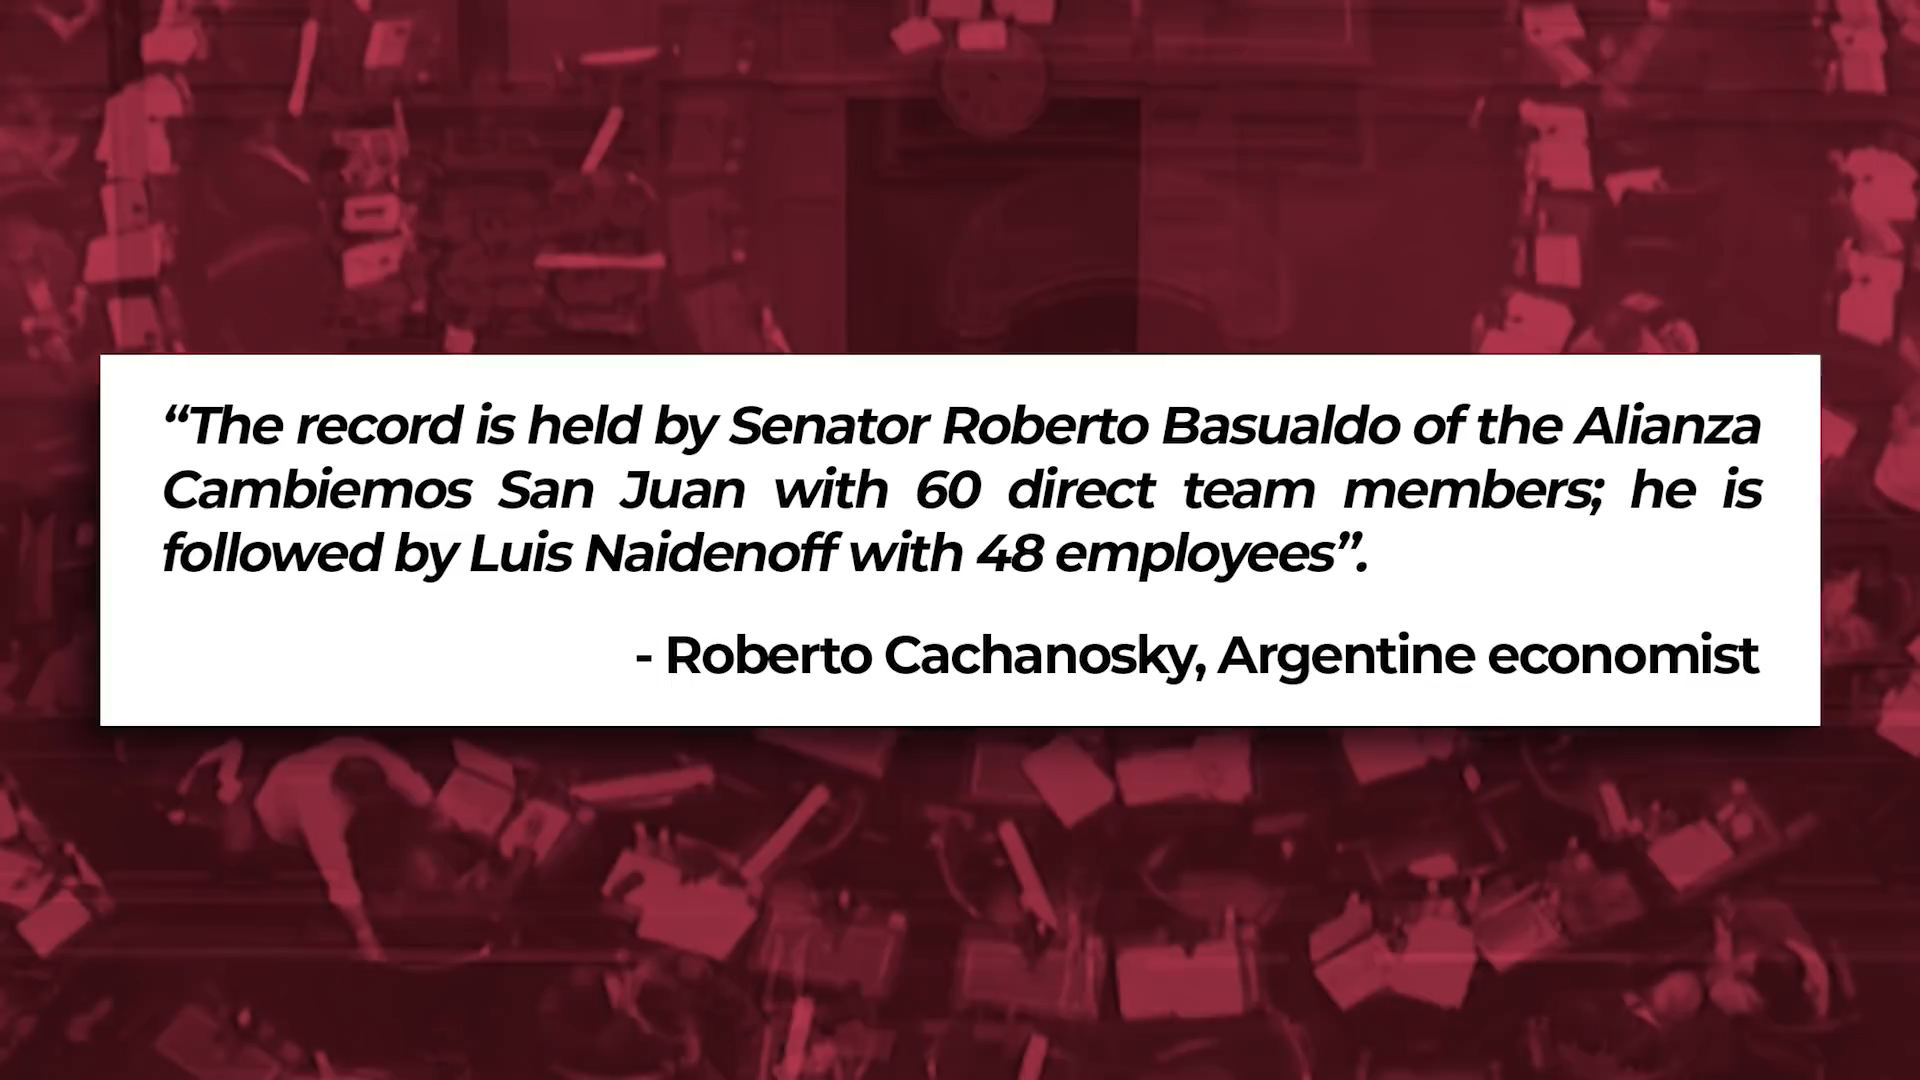 “The record is held by Senator Roberto Basualdo of the Alianza
Cambiemos San Juan with 60 direct team members; he is
followed by Luis Naidenoff with 48 employees”.
- Roberto Cachanosky, Argentine economist